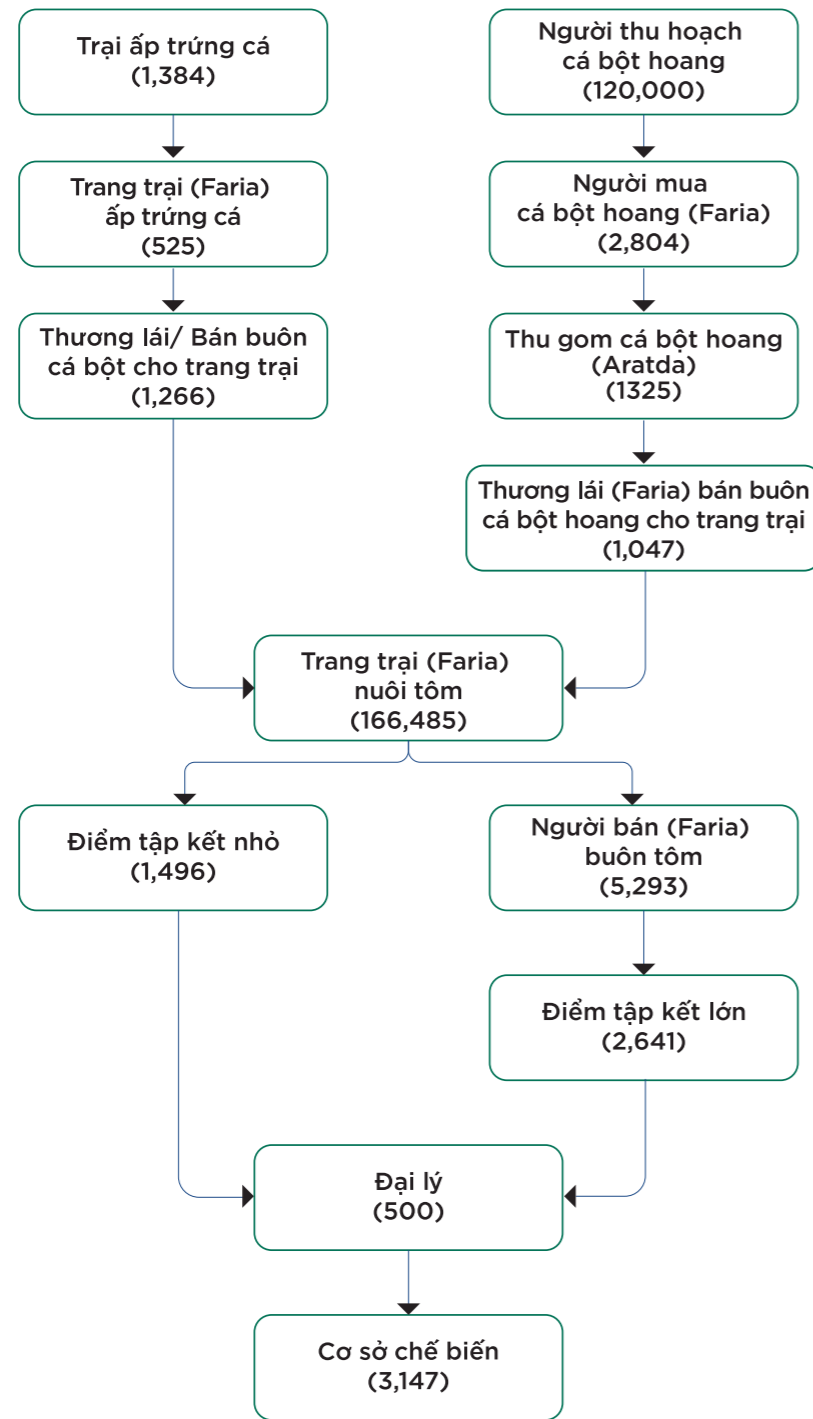 Trại ấp trứng cá
(1,384)
Người thu hoạch
cá bột hoang
(120,000)
Trang trại (Faria)
ấp trứng cá
(525)
Người mua
cá bột hoang (Faria)
(2,804)
Thương lái/ Bán buôn
cá bột cho trang trại
(1,266)
Thu gom cá bột hoang
(Aratda)
(1325)
Thương lái (Faria) bán buôn
cá bột hoang cho trang trại
(1,047)
Trang trại (Faria)
nuôi tôm
(166,485)
Điểm tập kết nhỏ
(1,496)
Người bán (Faria)
buôn tôm
(5,293)
Điểm tập kết lớn
(2,641)
Đại lý
(500)
Cơ sở chế biến
(3,147)